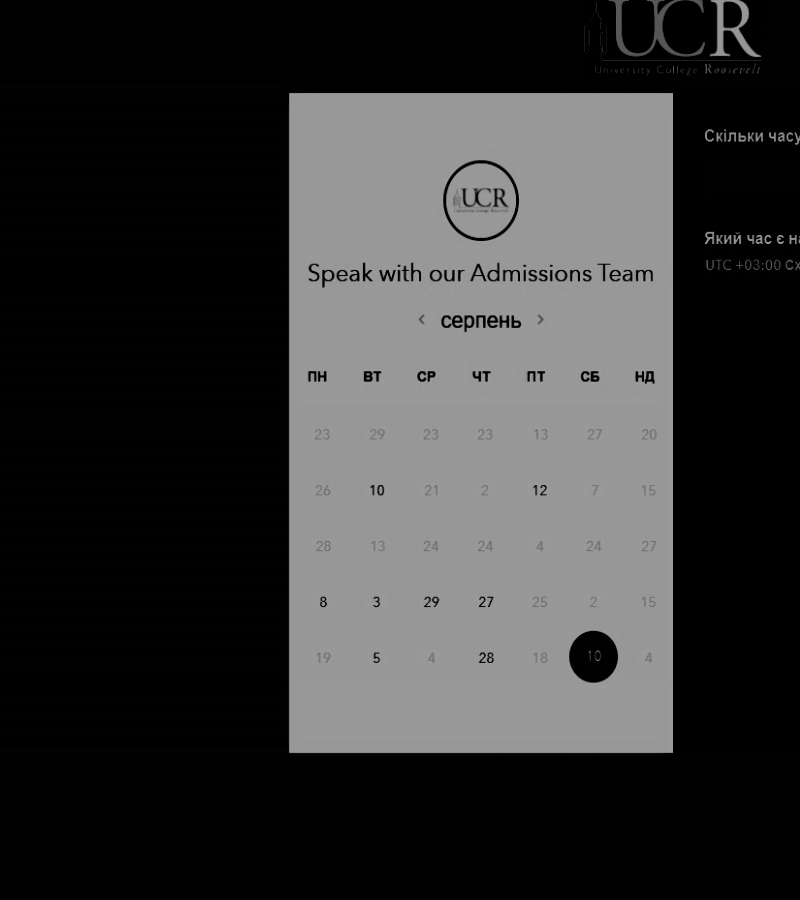 UCR
University College Roosevelt
Скільки часу
UCR
Який час є на
UTC +03:00 Сх
Speak with our Admissions Team
‹ серпень ›
ПН ВТ СР ЧТ ПТ СБ НД
23 29 23 23 13 27 20
26 10 21 2 12 7 15
28 13 24 24 4 24 27
8 3 29 27 25 2 15
19 5 4 28 18 10 4